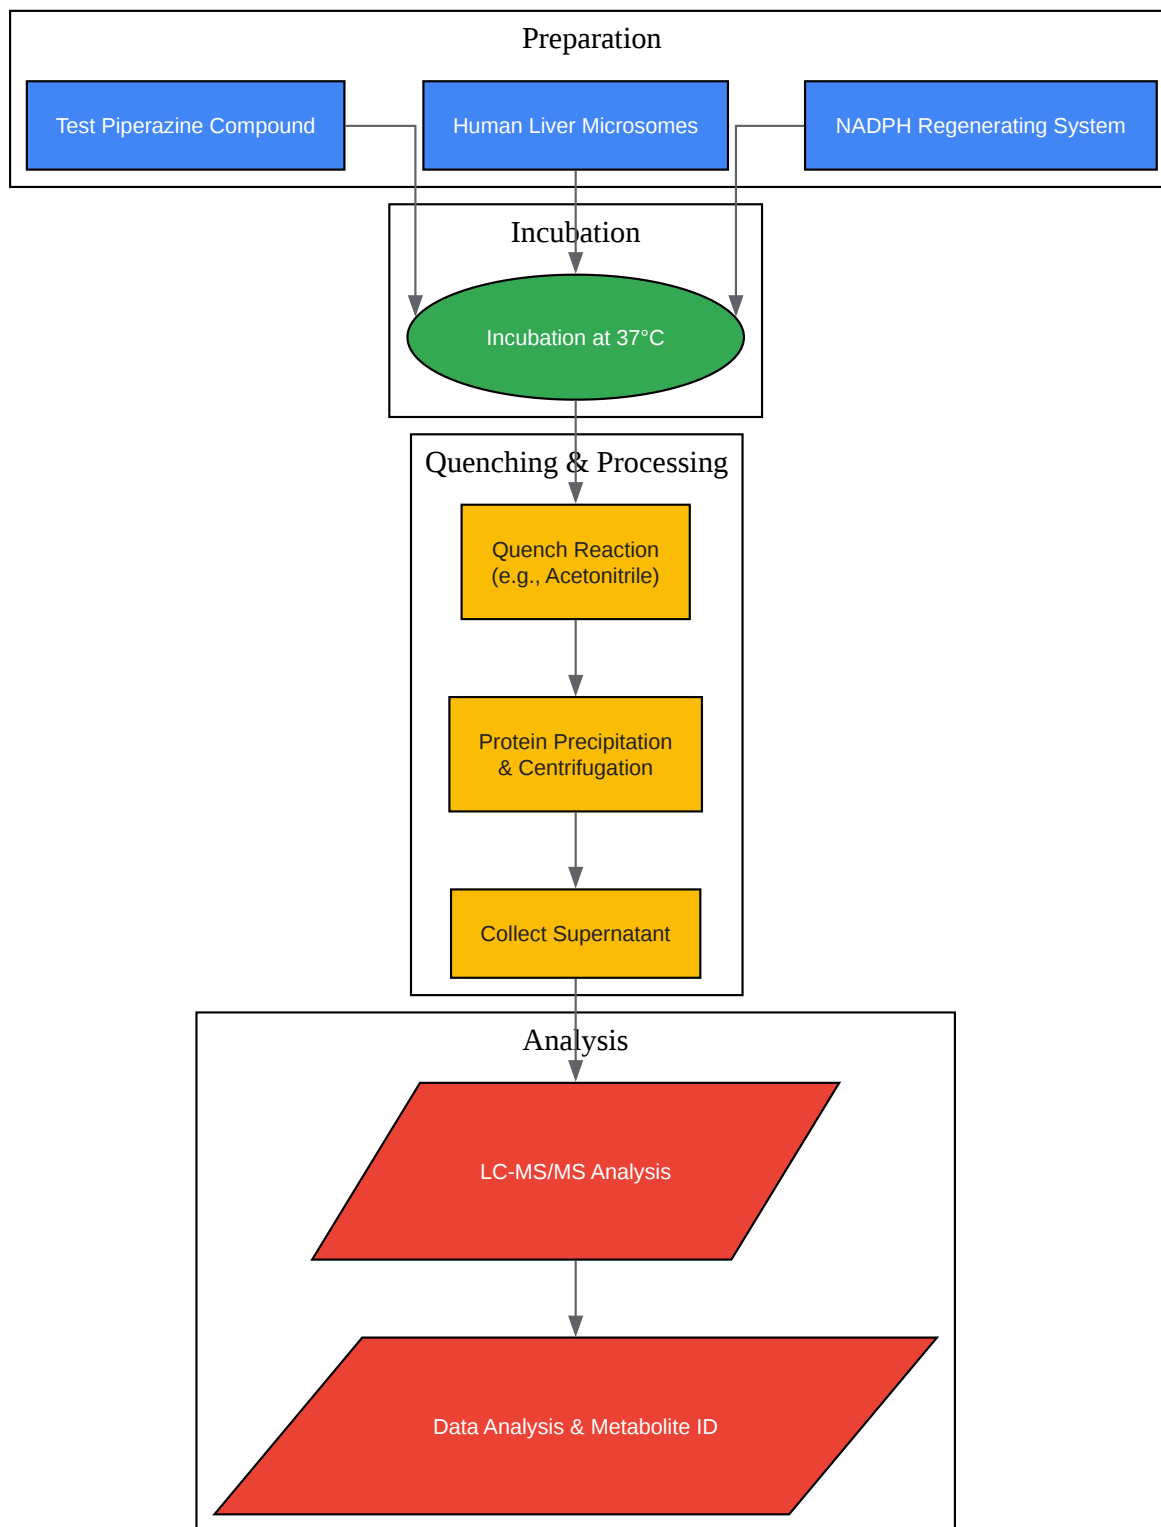 Preparation
Test Piperazine Compound
Human Liver Microsomes
NADPH Regenerating System
Incubation
Incubation at 37°C
Quenching & Processing
Quench Reaction
(e.g., Acetonitrile)
Protein Precipitation
& Centrifugation
Collect Supernatant
Analysis
LC-MS/MS Analysis
Data Analysis & Metabolite ID